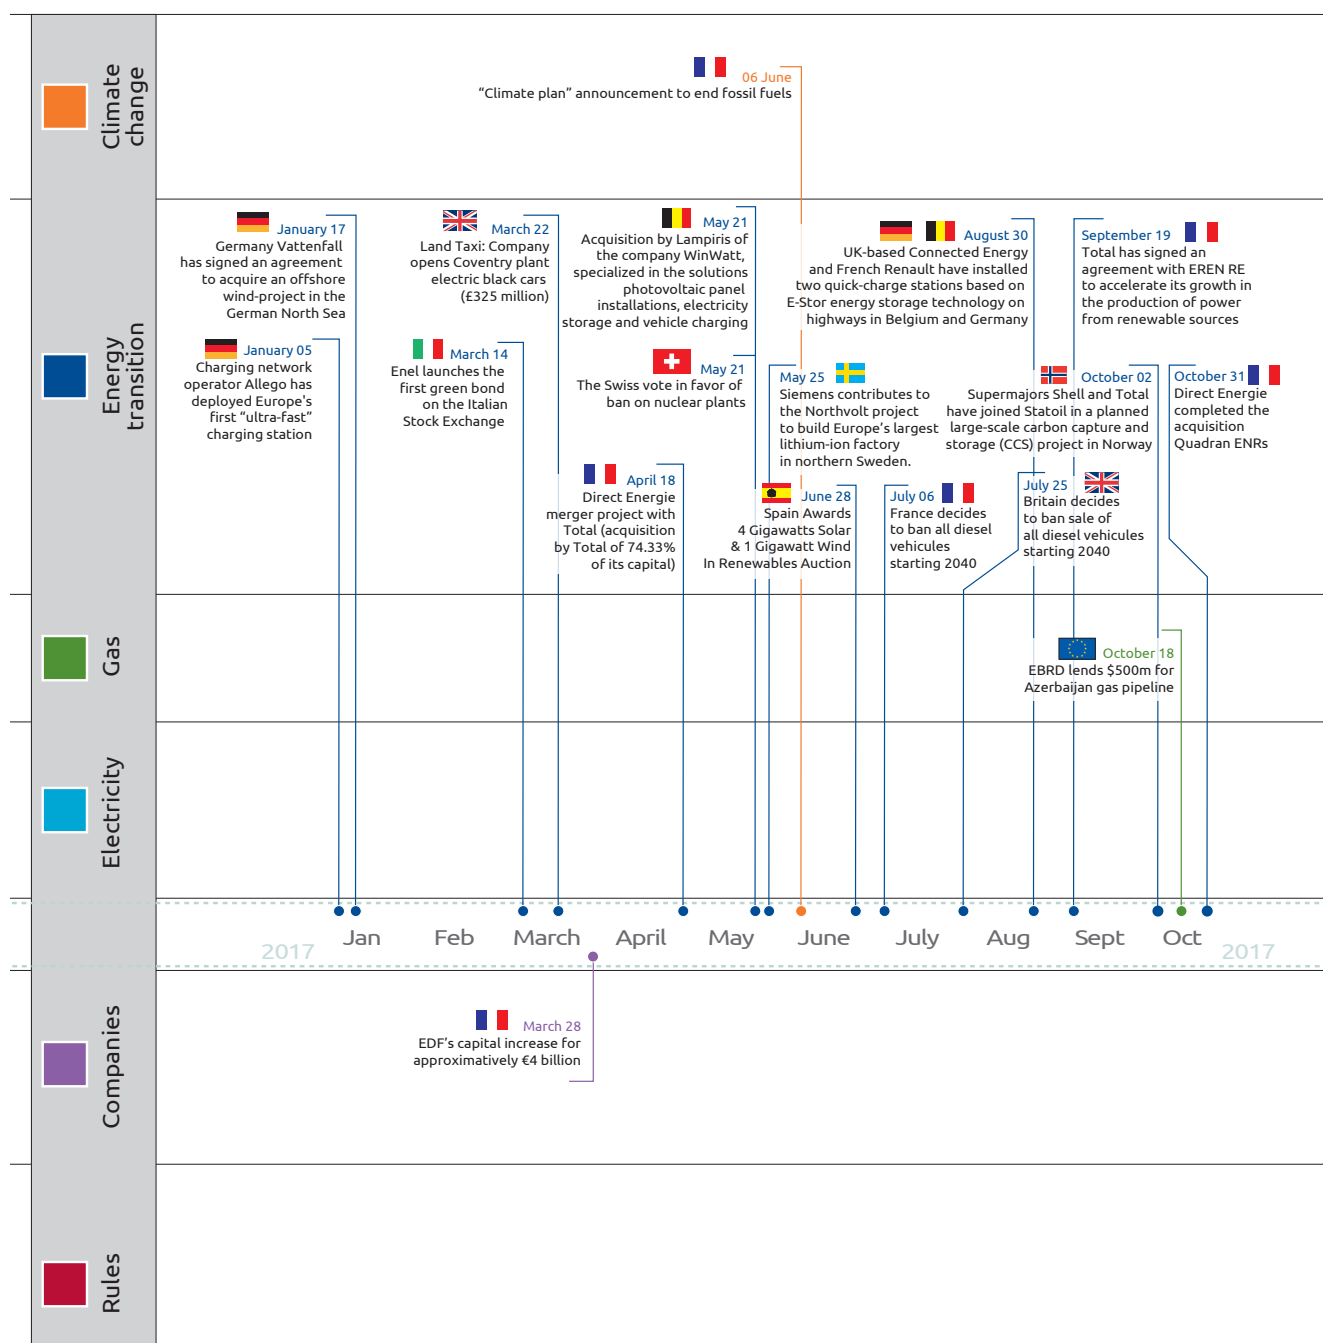 Climate
change
06 June
“Climate plan” announcement to end fossil fuels
Energy
transition
January 17
Germany Vattenfall
has signed an agreement
to acquire an offshore
wind-project in the
German North Sea
January 05
Charging network
operator Allego has
deployed Europe's
first “ultra-fast”
charging station
March 22
Land Taxi: Company
opens Coventry plant
electric black cars
(£325 million)
March 14
Enel launches the
first green bond
on the Italian
Stock Exchange
May 21
Acquisition by Lampiris of
the company WinWatt,
specialized in the solutions
photovoltaic panel
installations, electricity
storage and vehicle charging
May 21
The Swiss vote in favor of
ban on nuclear plants
April 18
Direct Energie
merger project with
Total (acquisition
by Total of 74.33%
of its capital)
May 25
Siemens contributes to
the Northvolt project
to build Europe’s largest
lithium-ion factory
in northern Sweden.
June 28
Spain Awards
4 Gigawatts Solar
& 1 Gigawatt Wind
In Renewables Auction
August 30
UK-based Connected Energy
and French Renault have installed
two quick-charge stations based on
E-Stor energy storage technology on
highways in Belgium and Germany
September 19
Total has signed an
agreement with EREN RE
to accelerate its growth in
the production of power
from renewable sources
October 02
Supermajors Shell and Total
have joined Statoil in a planned
large-scale carbon capture and
storage (CCS) project in Norway
October 31
Direct Energie
completed the
acquisition
Quadran ENRs
July 06
France decides
to ban all diesel
vehicules
starting 2040
July 25
Britain decides
to ban sale of
all diesel vehicules
starting 2040
Gas
October 18
EBRD lends $500m for
Azerbaijan gas pipeline
Electricity
2017 Jan Feb March April May June July Aug Sept Oct 2017
Companies
March 28
EDF’s capital increase for
approximatively €4 billion
Rules